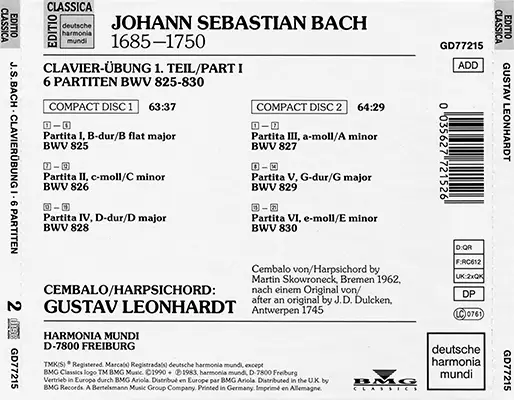 EDITIO
CLASSICA
J. S. BACH · CLAVIERÜBUNG I · 6 PARTITEN
2
GD77215
EDITIO
CLASSICA
deutsche
harmonia
mundi
JOHANN SEBASTIAN BACH
1685–1750
GD77215
CLAVIER-ÜBUNG 1. TEIL/PART I
6 PARTITEN BWV 825-830
ADD
COMPACT DISC 1 63:37
1 – 6
Partita I, B-dur/B flat major
BWV 825
7 – 12
Partita II, c-moll/C minor
BWV 826
13 – 19
Partita IV, D-dur/D major
BWV 828
COMPACT DISC 2 64:29
1 – 7
Partita III, a-moll/A minor
BWV 827
8 – 14
Partita V, G-dur/G major
BWV 829
15 – 21
Partita VI, e-moll/E minor
BWV 830
0 035627 721526
D:QR
F:RC612
UK:2xQK
DP
LC 0761
CEMBALO/HARPSICHORD:
GUSTAV LEONHARDT
Cembalo von/Harpsichord by
Martin Skowroneck, Bremen 1962,
nach einem Original von/
after an original by J. D. Dulcken,
Antwerpen 1745
HARMONIA MUNDI
D-7800 FREIBURG
TMK(S) ® Registered. Marca(s) Registrada(s) deutsche harmonia mundi, except
BMG Classics logo TM BMG Music. ©1990 + ℗1983, harmonia mundi, D-7800 Freiburg
Vertrieb in Europa durch BMG Ariola. Distribué en Europe par BMG Ariola. Distributed in the U.K. by
BMG Records. A Bertelsmann Music Group Company. Printed in Germany. Imprimé en Allemagne.
BMG
CLASSICS
deutsche
harmonia
mundi
EDITIO
CLASSICA
GUSTAV LEONHARDT
GD77215